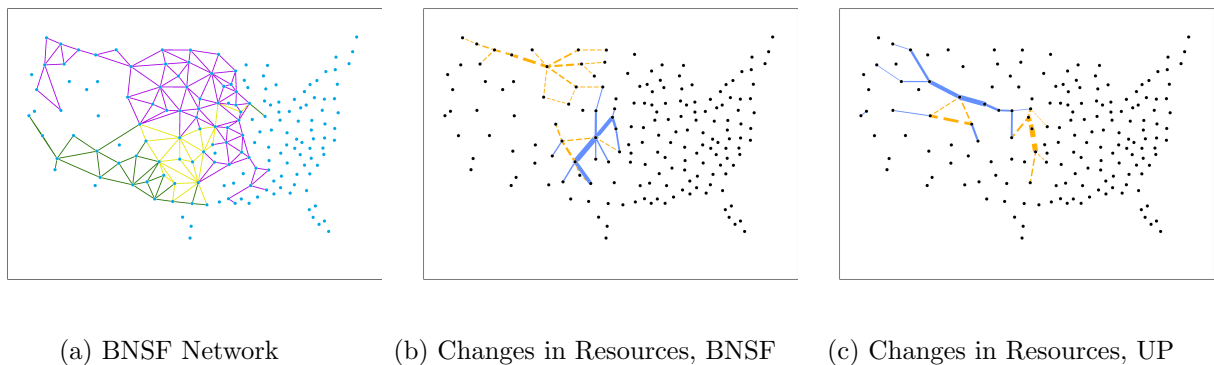 (a) BNSF Network
(b) Changes in Resources, BNSF
(c) Changes in Resources, UP